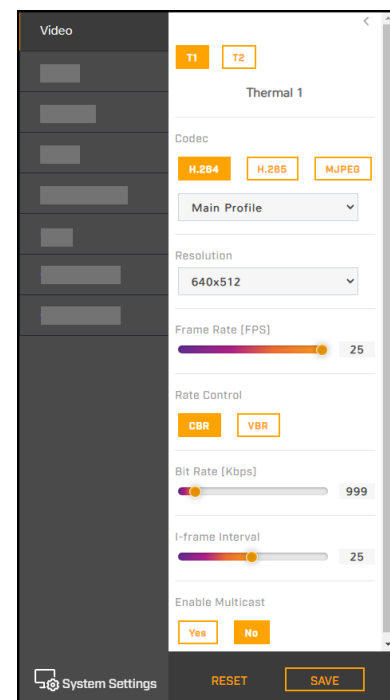 Video
T1 T2
Thermal 1
Codec
H.264 H.265 MJPEG
Main Profile
Resolution
640x512
Frame Rate (FPS)
25
Rate Control
CBR VBR
Bit Rate (Kbps)
999
I-frame Interval
25
Enable Multicast
Yes No
System Settings RESET SAVE